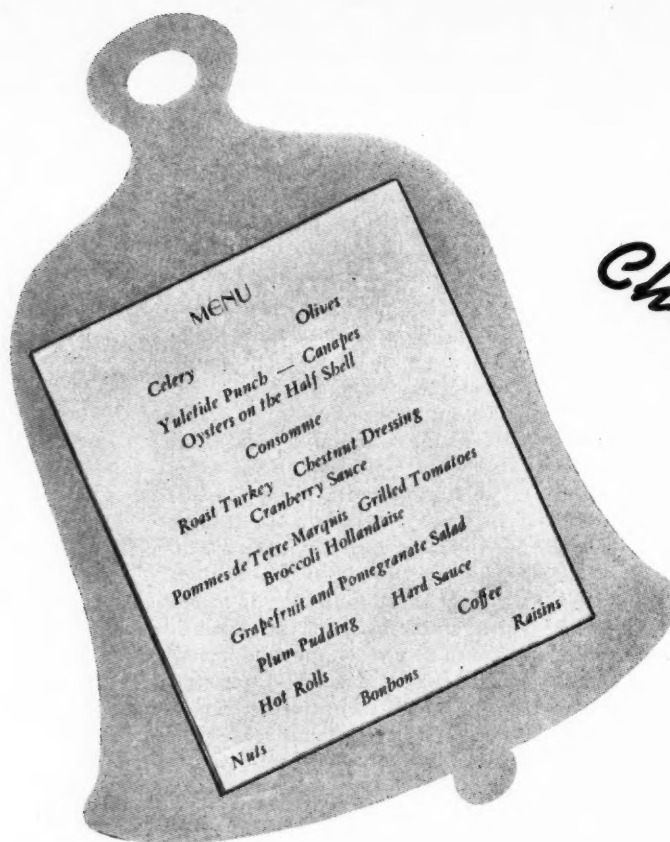 MENU
Celery Olives
Yuletide Punch — Canapes
Oysters on the Half Shell
Consomme
Roast Turkey Chestnut Dressing
Cranberry Sauce
Pommes de Terre Marquis Grilled Tomatoes
Broccoli Hollandaise
Grapefruit and Pomegranate Salad
Plum Pudding Hard Sauce
Hot Rolls Coffee
Nuts Bonbons Raisins
Ch